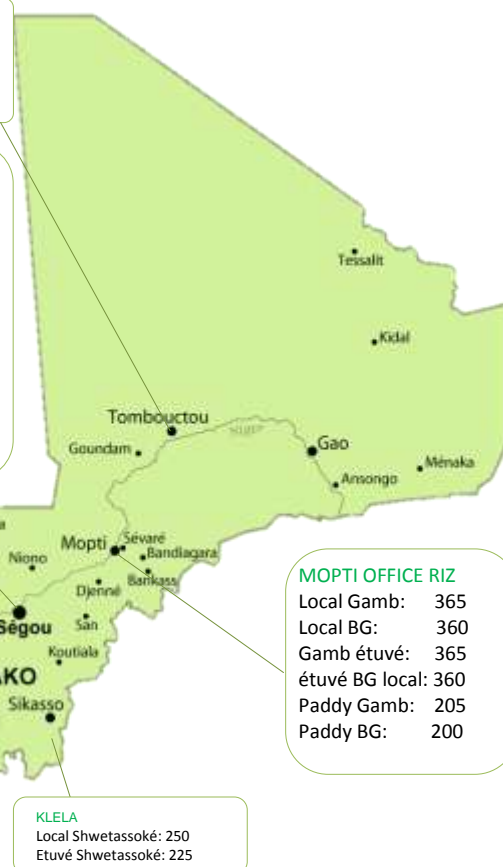 Tessalit
Kidal
Tombouctou
Goundam
Gao
Ménaka
Ansongo
a
Niono
Mopti
Sévaré
Bandiagara
Bankass
Djenné
Ségou
San
Koutiala
AKO
Sikasso
MOPTI OFFICE RIZ
Local Gamb: 365
Local BG: 360
Gamb étuvé: 365
étuvé BG local: 360
Paddy Gamb: 205
Paddy BG: 200
KLELA
Local Shwetassoké: 250
Etuvé Shwetassoké: 225